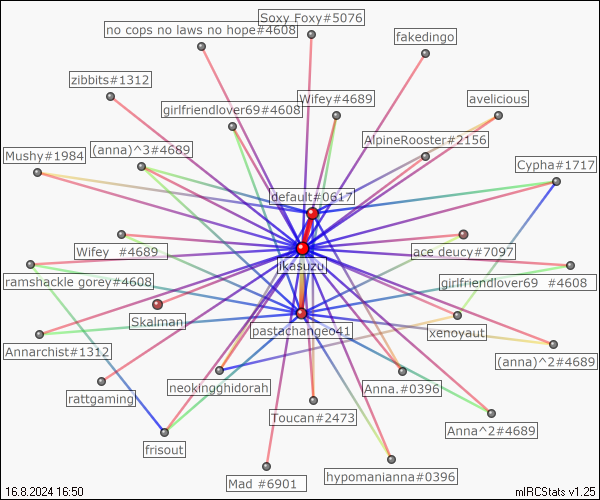 Soxy Foxy#5076
no cops no laws no hope#4608
fakedingo
zibbits#1312
Wifey#4689
avelicious
girlfriendlover69#4608
AlpineRooster#2156
(anna)^3#4689
Mushy#1984
Cypha#1717
default#0617
Wifey  #4689
ace deucy#7097
ikasuzu
ramshackle gorey#4608
girlfriendlover69  #4608
Skalman
pastachangeo41
xenoyaut
Annarchist#1312
(anna)^2#4689
neokingghidorah
Anna.#0396
rattgaming
Toucan#2473
Anna^2#4689
frisout
hypomanianna#0396
Mad #6901
16.8.2024 16:50
mIRCStats v1.25